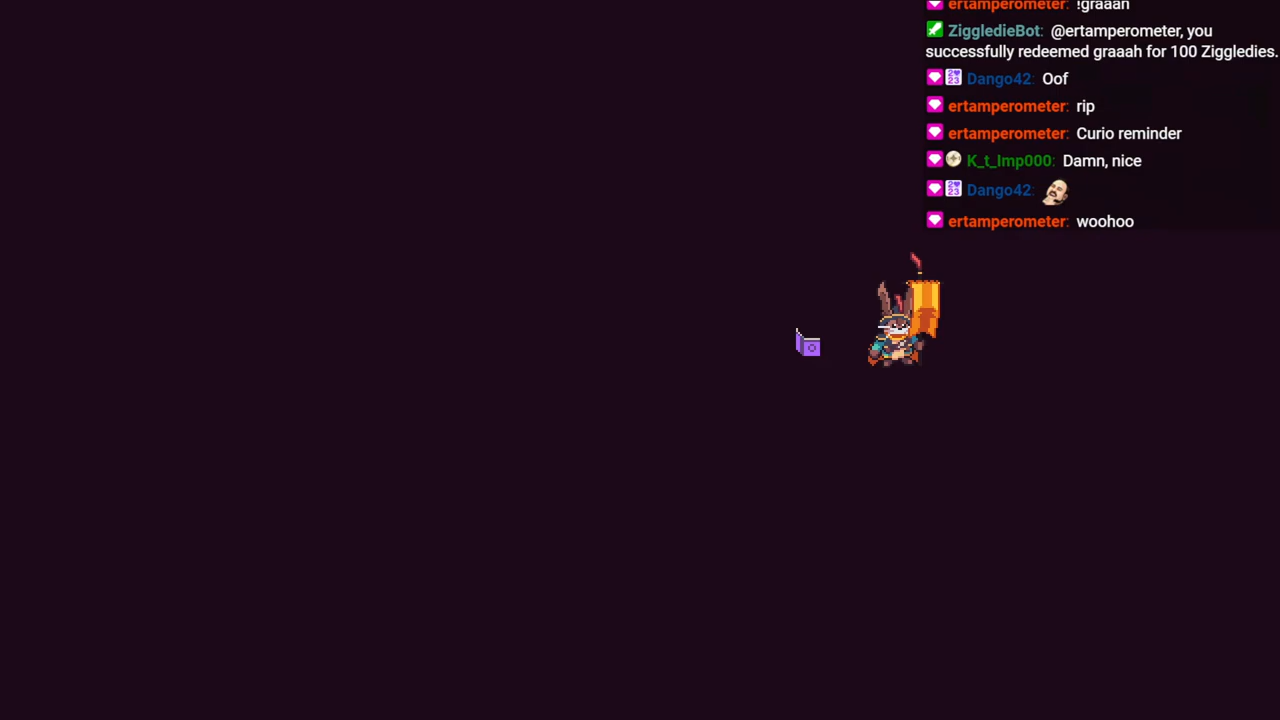 ertamperometer: !graaah
ZiggledieBot: @ertamperometer, you
successfully redeemed graaah for 100 Ziggledies.
Dango42: Oof
ertamperometer: rip
ertamperometer: Curio reminder
K_t_Imp000: Damn, nice
Dango42:
ertamperometer: woohoo